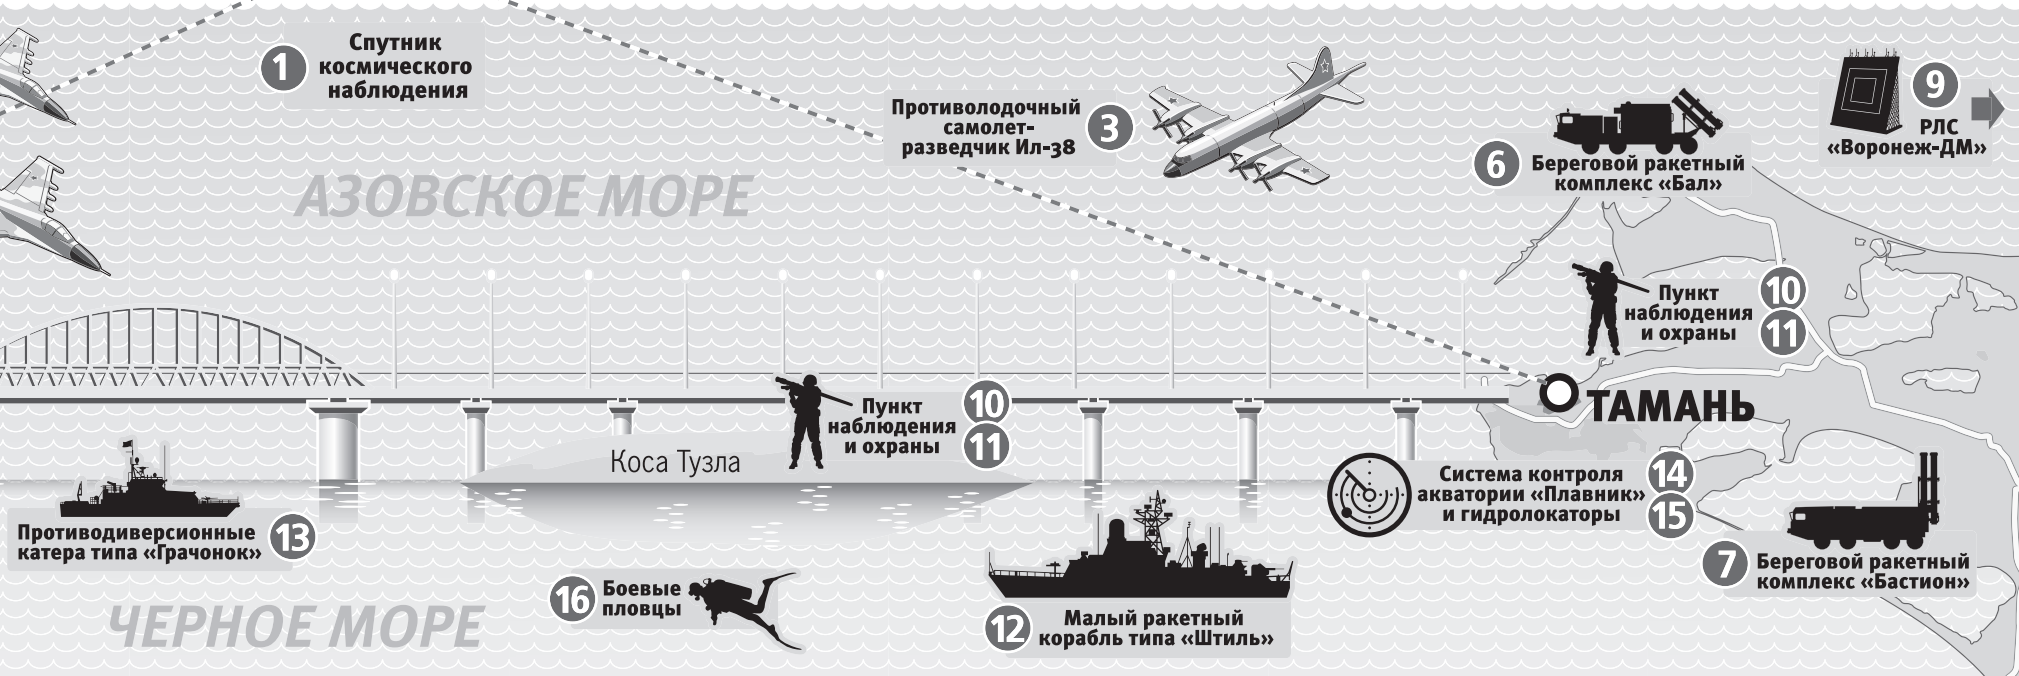 1
Спутник
космического
наблюдения
Противолодочный
самолет-
разведчик Ил-38
3
6
Береговой ракетный
комплекс «Бал»
9
РЛС
«Воронеж-ДМ»
АЗОВСКОЕ МОРЕ
Пункт
наблюдения
и охраны
10
11
ТАМАНЬ
Пункт
наблюдения
и охраны
10
11
Коса Тузла
Система контроля
акватории «Плавник»
и гидролокаторы
14
15
Противодиверсионные
катера типа «Грачонок»
13
7
Береговой ракетный
комплекс «Бастион»
16
Боевые
пловцы
12
Малый ракетный
корабль типа «Штиль»
ЧЕРНОЕ МОРЕ